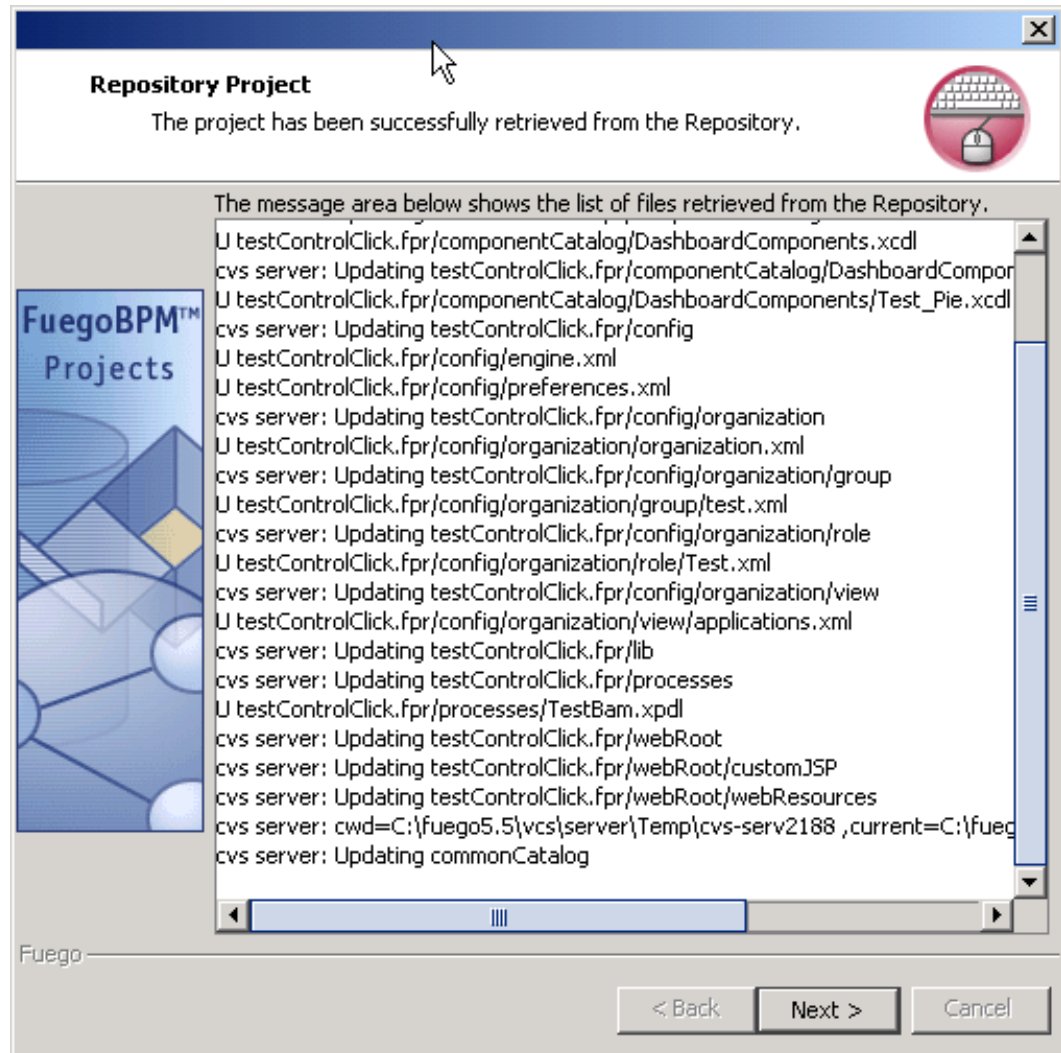 Repository Project
The project has been successfully retrieved from the Repository.
The message area below shows the list of files retrieved from the Repository.
U testControlClick.fpr/componentCatalog/DashboardComponents.xcdl
cvs server: Updating testControlClick.fpr/componentCatalog/DashboardCompor
U testControlClick.fpr/componentCatalog/DashboardComponents/Test_Pie.xcdl
cvs server: Updating testControlClick.fpr/config
U testControlClick.fpr/config/engine.xml
U testControlClick.fpr/config/preferences.xml
cvs server: Updating testControlClick.fpr/config/organization
U testControlClick.fpr/config/organization/organization.xml
cvs server: Updating testControlClick.fpr/config/organization/group
U testControlClick.fpr/config/organization/group/test.xml
cvs server: Updating testControlClick.fpr/config/organization/role
U testControlClick.fpr/config/organization/role/Test.xml
cvs server: Updating testControlClick.fpr/config/organization/view
U testControlClick.fpr/config/organization/view/applications.xml
cvs server: Updating testControlClick.fpr/lib
cvs server: Updating testControlClick.fpr/processes
U testControlClick.fpr/processes/TestBam.xpdl
cvs server: Updating testControlClick.fpr/webRoot
cvs server: Updating testControlClick.fpr/webRoot/customJSP
cvs server: Updating testControlClick.fpr/webRoot/webResources
cvs server: cwd=C:\fuego5.5\vcs\server\Temp\cvs-serv2188 ,current=C:\fueg
cvs server: Updating commonCatalog
FuegoBPM™
Projects
Fuego
< Back
Next >
Cancel